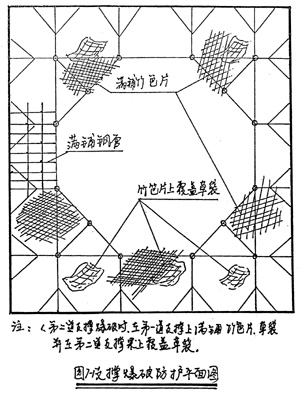 满铺竹笆片
满铺钢管
竹笆片上覆盖草袋
注: 第二道支撑爆破时,在第一道支撑上满铺竹笆片,草袋
并在第二道支撑梁上覆盖草袋。
支撑爆破防护平面图